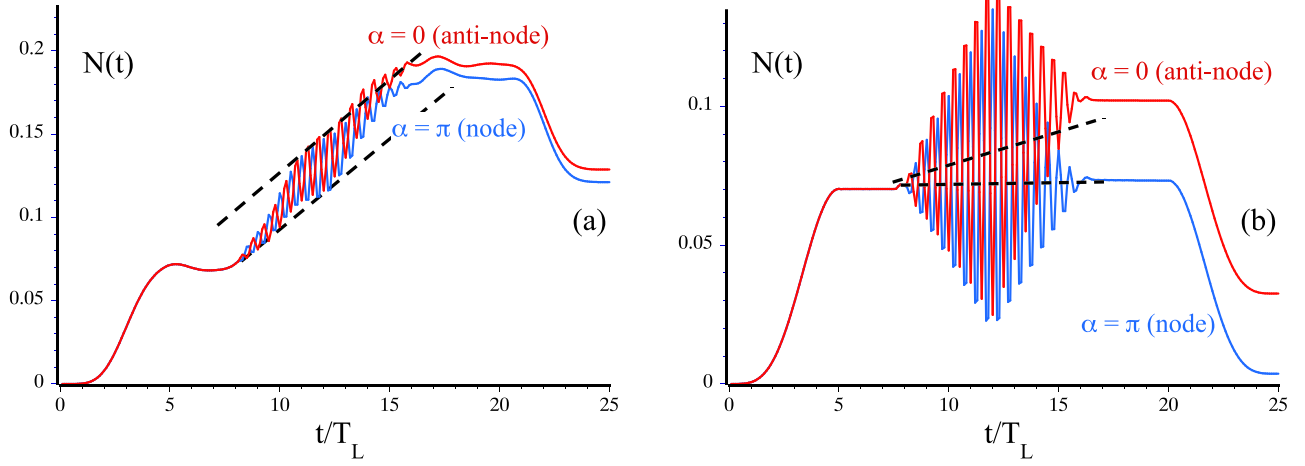 N(t)
α = 0 (anti-node)
α = π (node)
(a)
0.2
0.15
0.1
0.05
0
0
5
10
15
20
25
t/T_L
N(t)
α = 0 (anti-node)
α = π (node)
(b)
0.1
0.05
0
0
5
10
15
20
25
t/T_L